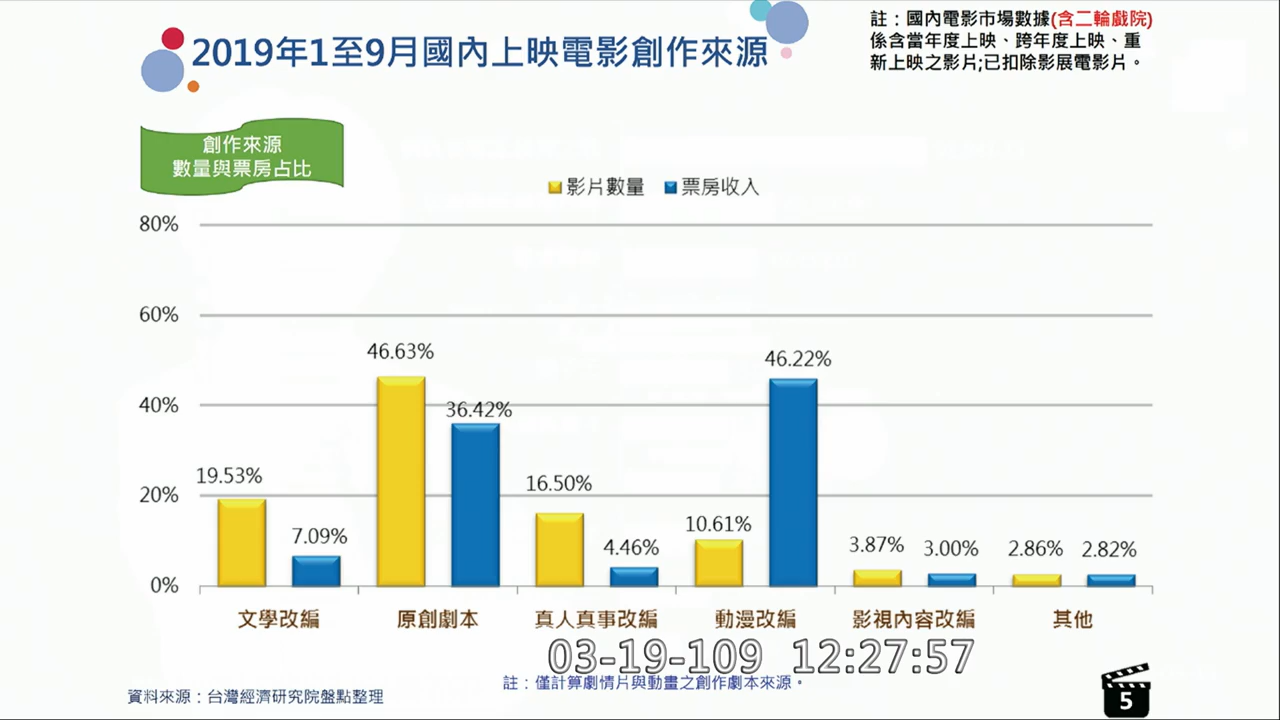 2019年1至9月國內上映電影創作來源
註：國內電影市場數據(含二輪戲院)
係含當年度上映、跨年度上映、重
新上映之影片;已扣除影展電影片。
創作來源
數量與票房占比
影片數量 票房收入
80%
60%
40%
20%
0%
19.53% 7.09%
46.63% 36.42%
16.50% 4.46%
10.61% 46.22%
3.87% 3.00%
2.86% 2.82%
文學改編 原創劇本 真人真事改編 動漫改編 影視內容改編 其他
03-19-109 12:27:57
註：僅計算劇情片與動畫之創作劇本來源。
資料來源：台灣經濟研究院盤點整理
5